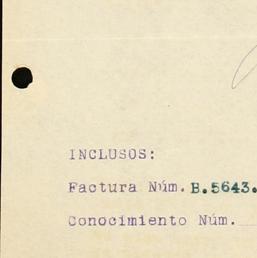 INCLUSOS:
Factura Núm. B.5643.
Conocimiento Núm.